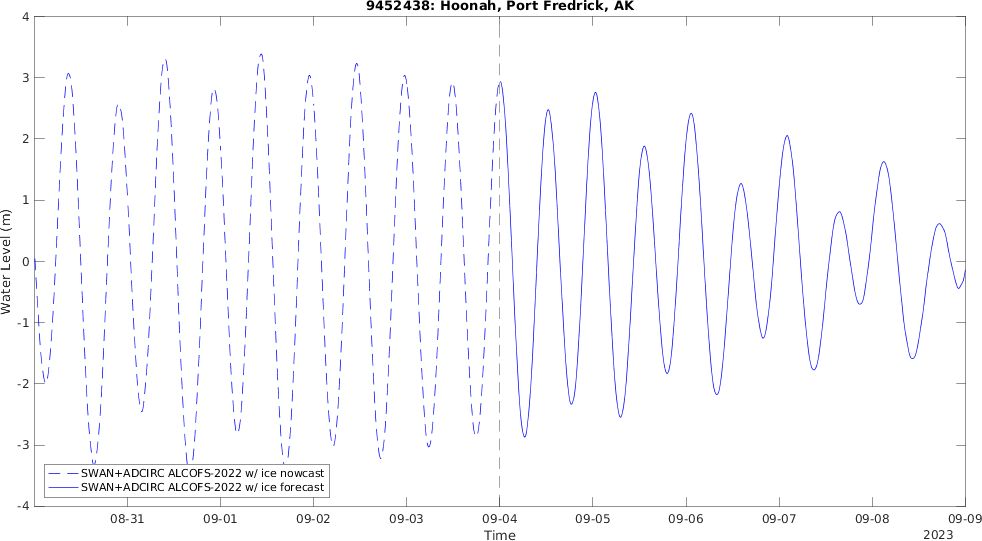 9452438: Hoonah, Port Fredrick, AK
4
3
2
1
0
-1
-2
-3
-4
Water Level (m)
SWAN+ADCIRC ALCOFS-2022 w/ ice nowcast
SWAN+ADCIRC ALCOFS-2022 w/ ice forecast
08-31 09-01 09-02 09-03 09-04 09-05 09-06 09-07 09-08 09-09
Time
2023